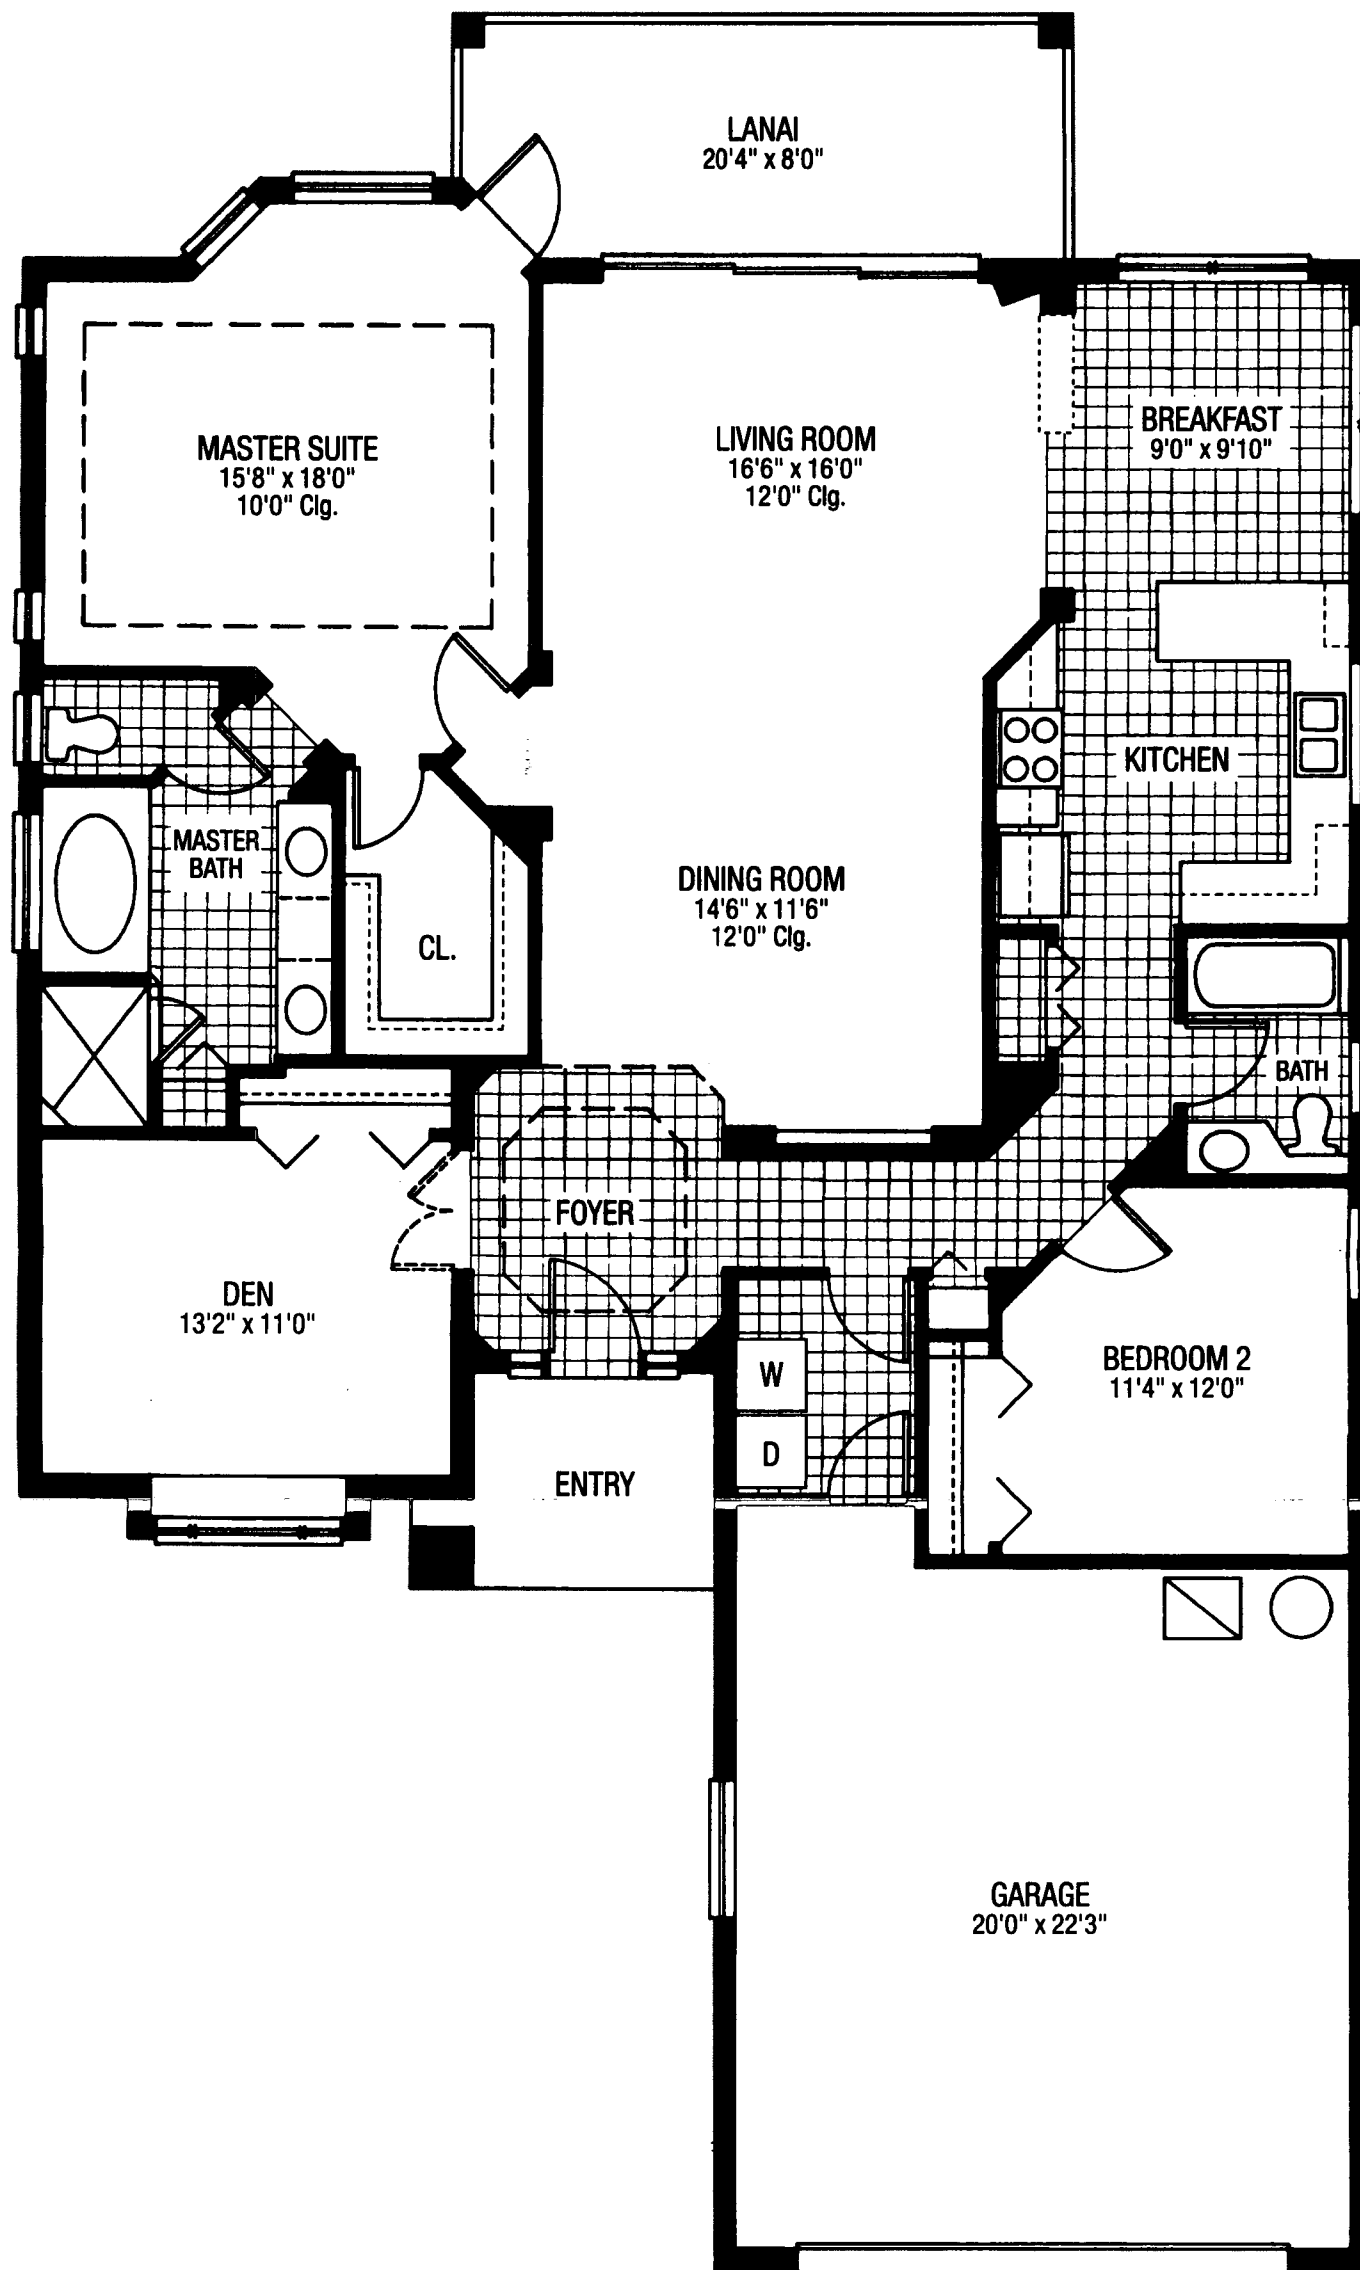 LANAI
20'4" x 8'0"
MASTER SUITE
15'8" x 18'0"
10'0" Clg.
LIVING ROOM
16'6" x 16'0"
12'0" Clg.
BREAKFAST
9'0" x 9'10"
KITCHEN
MASTER
BATH
CL.
DINING ROOM
14'6" x 11'6"
12'0" Clg.
BATH
FOYER
DEN
13'2" x 11'0"
W
D
BEDROOM 2
11'4" x 12'0"
ENTRY
GARAGE
20'0" x 22'3"